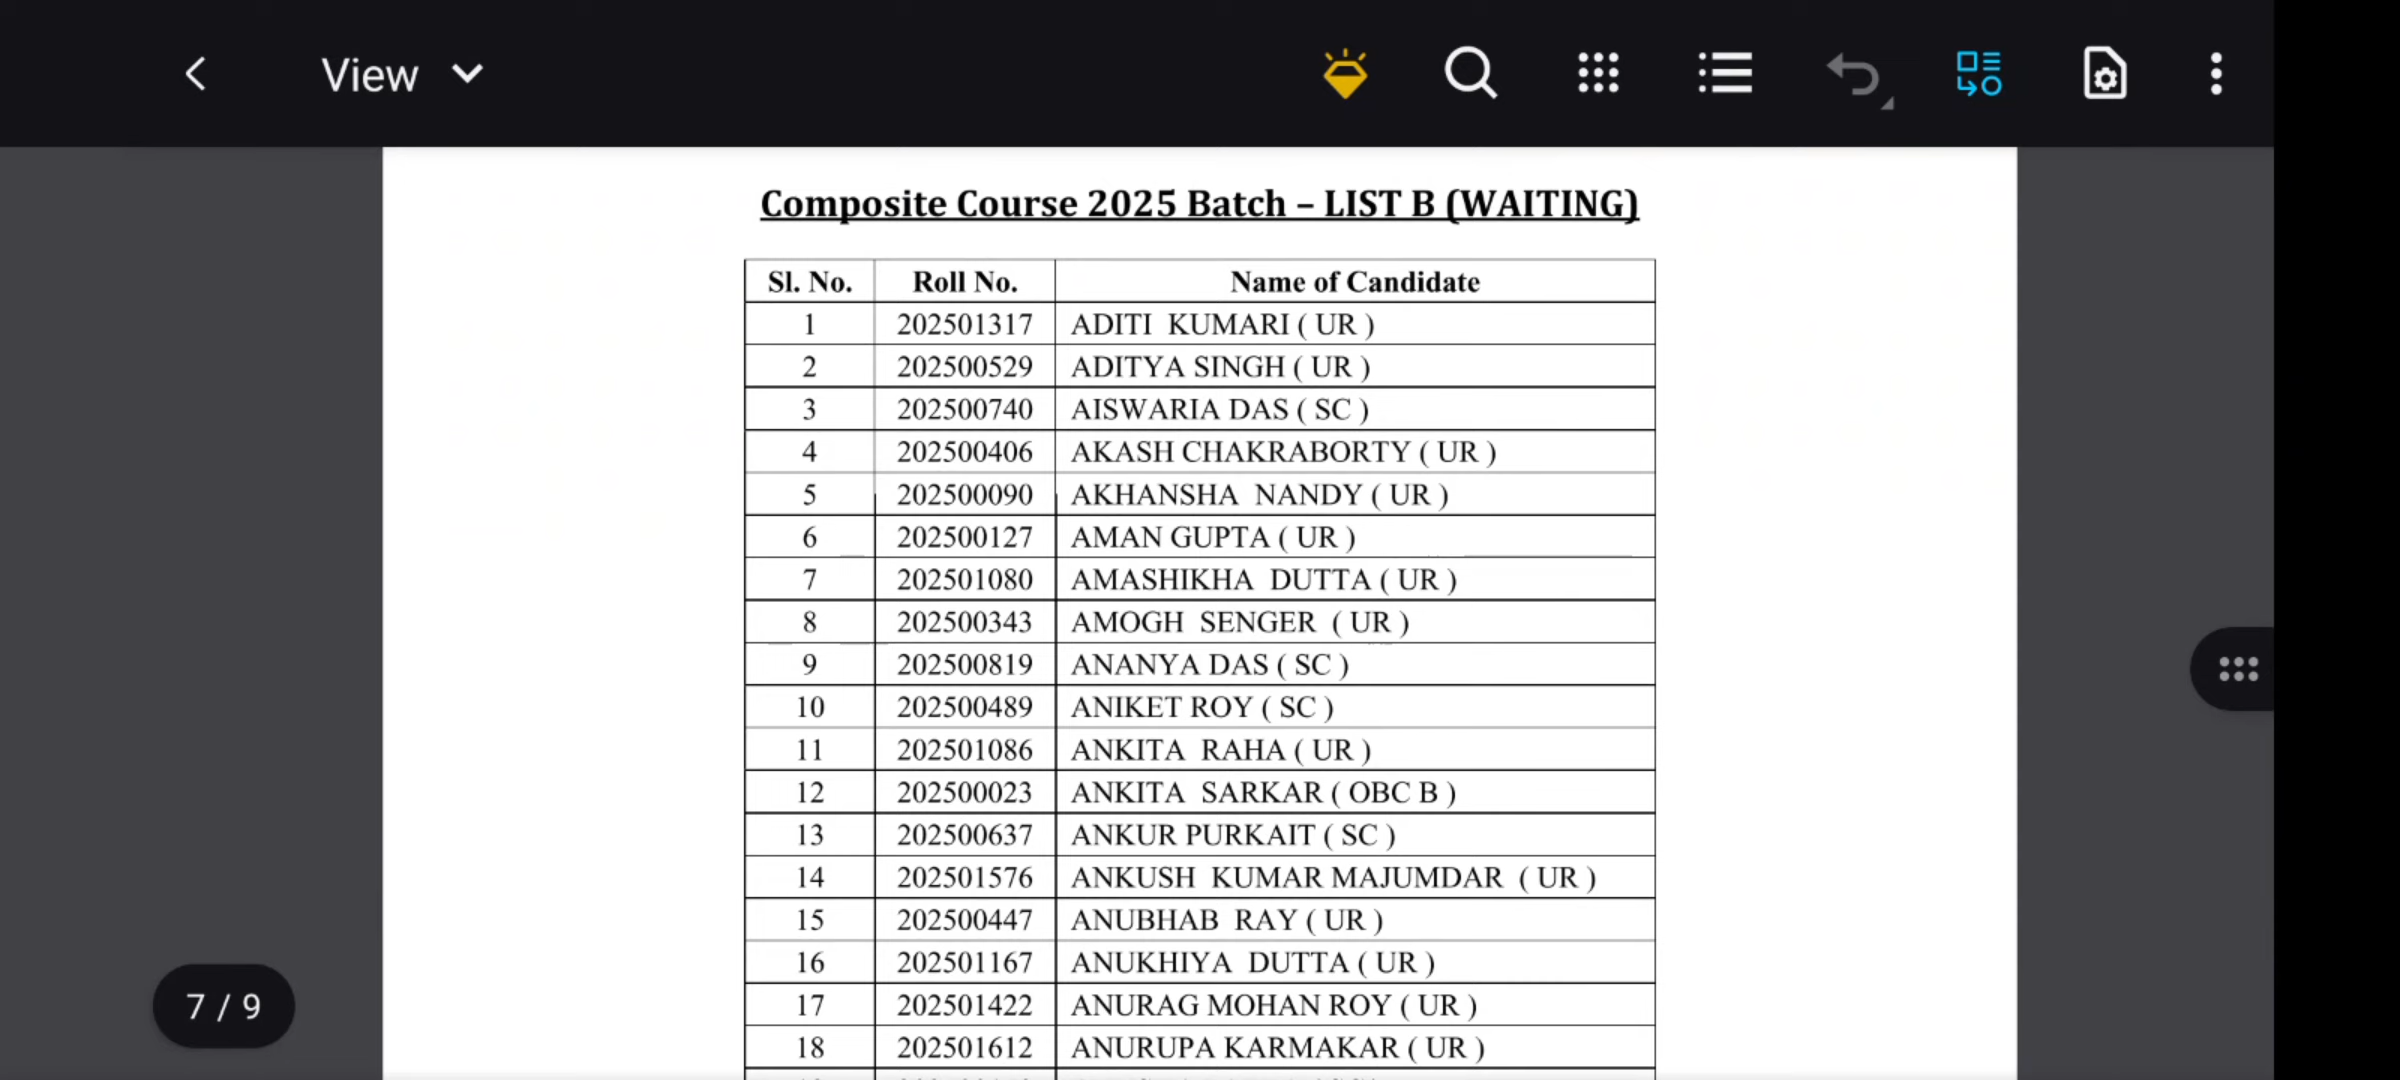 View
Composite Course 2025 Batch – LIST B (WAITING)
Sl. No. Roll No. Name of Candidate
1 202501317 ADITI KUMARI ( UR )
2 202500529 ADITYA SINGH ( UR )
3 202500740 AISWARIA DAS ( SC )
4 202500406 AKASH CHAKRABORTY ( UR )
5 202500090 AKHANSHA NANDY ( UR )
6 202500127 AMAN GUPTA ( UR )
7 202501080 AMASHIKHA DUTTA ( UR )
8 202500343 AMOGH SENGER ( UR )
9 202500819 ANANYA DAS ( SC )
10 202500489 ANIKET ROY ( SC )
11 202501086 ANKITA RAHA ( UR )
12 202500023 ANKITA SARKAR ( OBC B )
13 202500637 ANKUR PURKAIT ( SC )
14 202501576 ANKUSH KUMAR MAJUMDAR ( UR )
15 202500447 ANUBHAB RAY ( UR )
16 202501167 ANUKHIYA DUTTA ( UR )
17 202501422 ANURAG MOHAN ROY ( UR )
18 202501612 ANURUPA KARMAKAR ( UR )
7 / 9